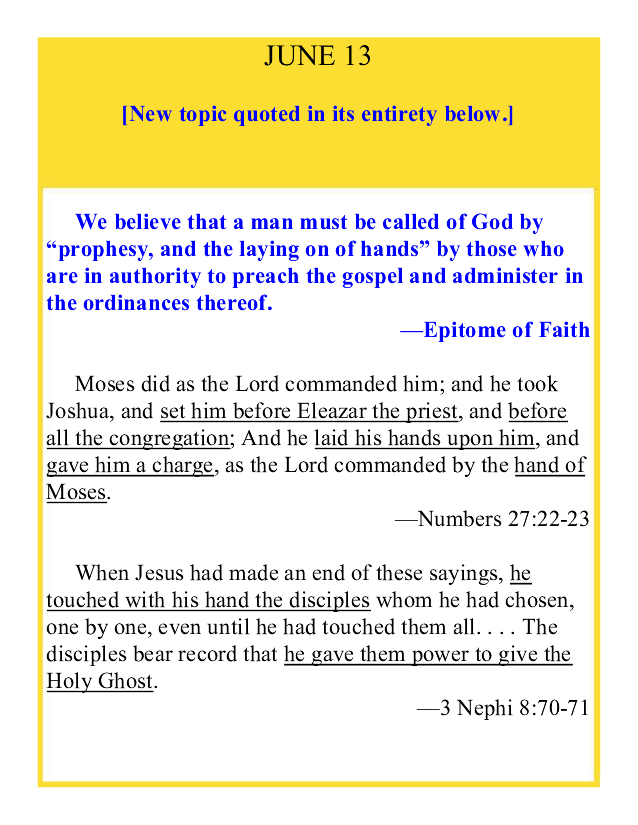 JUNE 13
[New topic quoted in its entirety below.]
We believe that a man must be called of God by
“prophesy, and the laying on of hands” by those who
are in authority to preach the gospel and administer in
the ordinances thereof.
—Epitome of Faith
Moses did as the Lord commanded him; and he took
Joshua, and set him before Eleazar the priest, and before
all the congregation; And he laid his hands upon him, and
gave him a charge, as the Lord commanded by the hand of
Moses.
—Numbers 27:22-23
When Jesus had made an end of these sayings, he
touched with his hand the disciples whom he had chosen,
one by one, even until he had touched them all. . . . The
disciples bear record that he gave them power to give the
Holy Ghost.
—3 Nephi 8:70-71